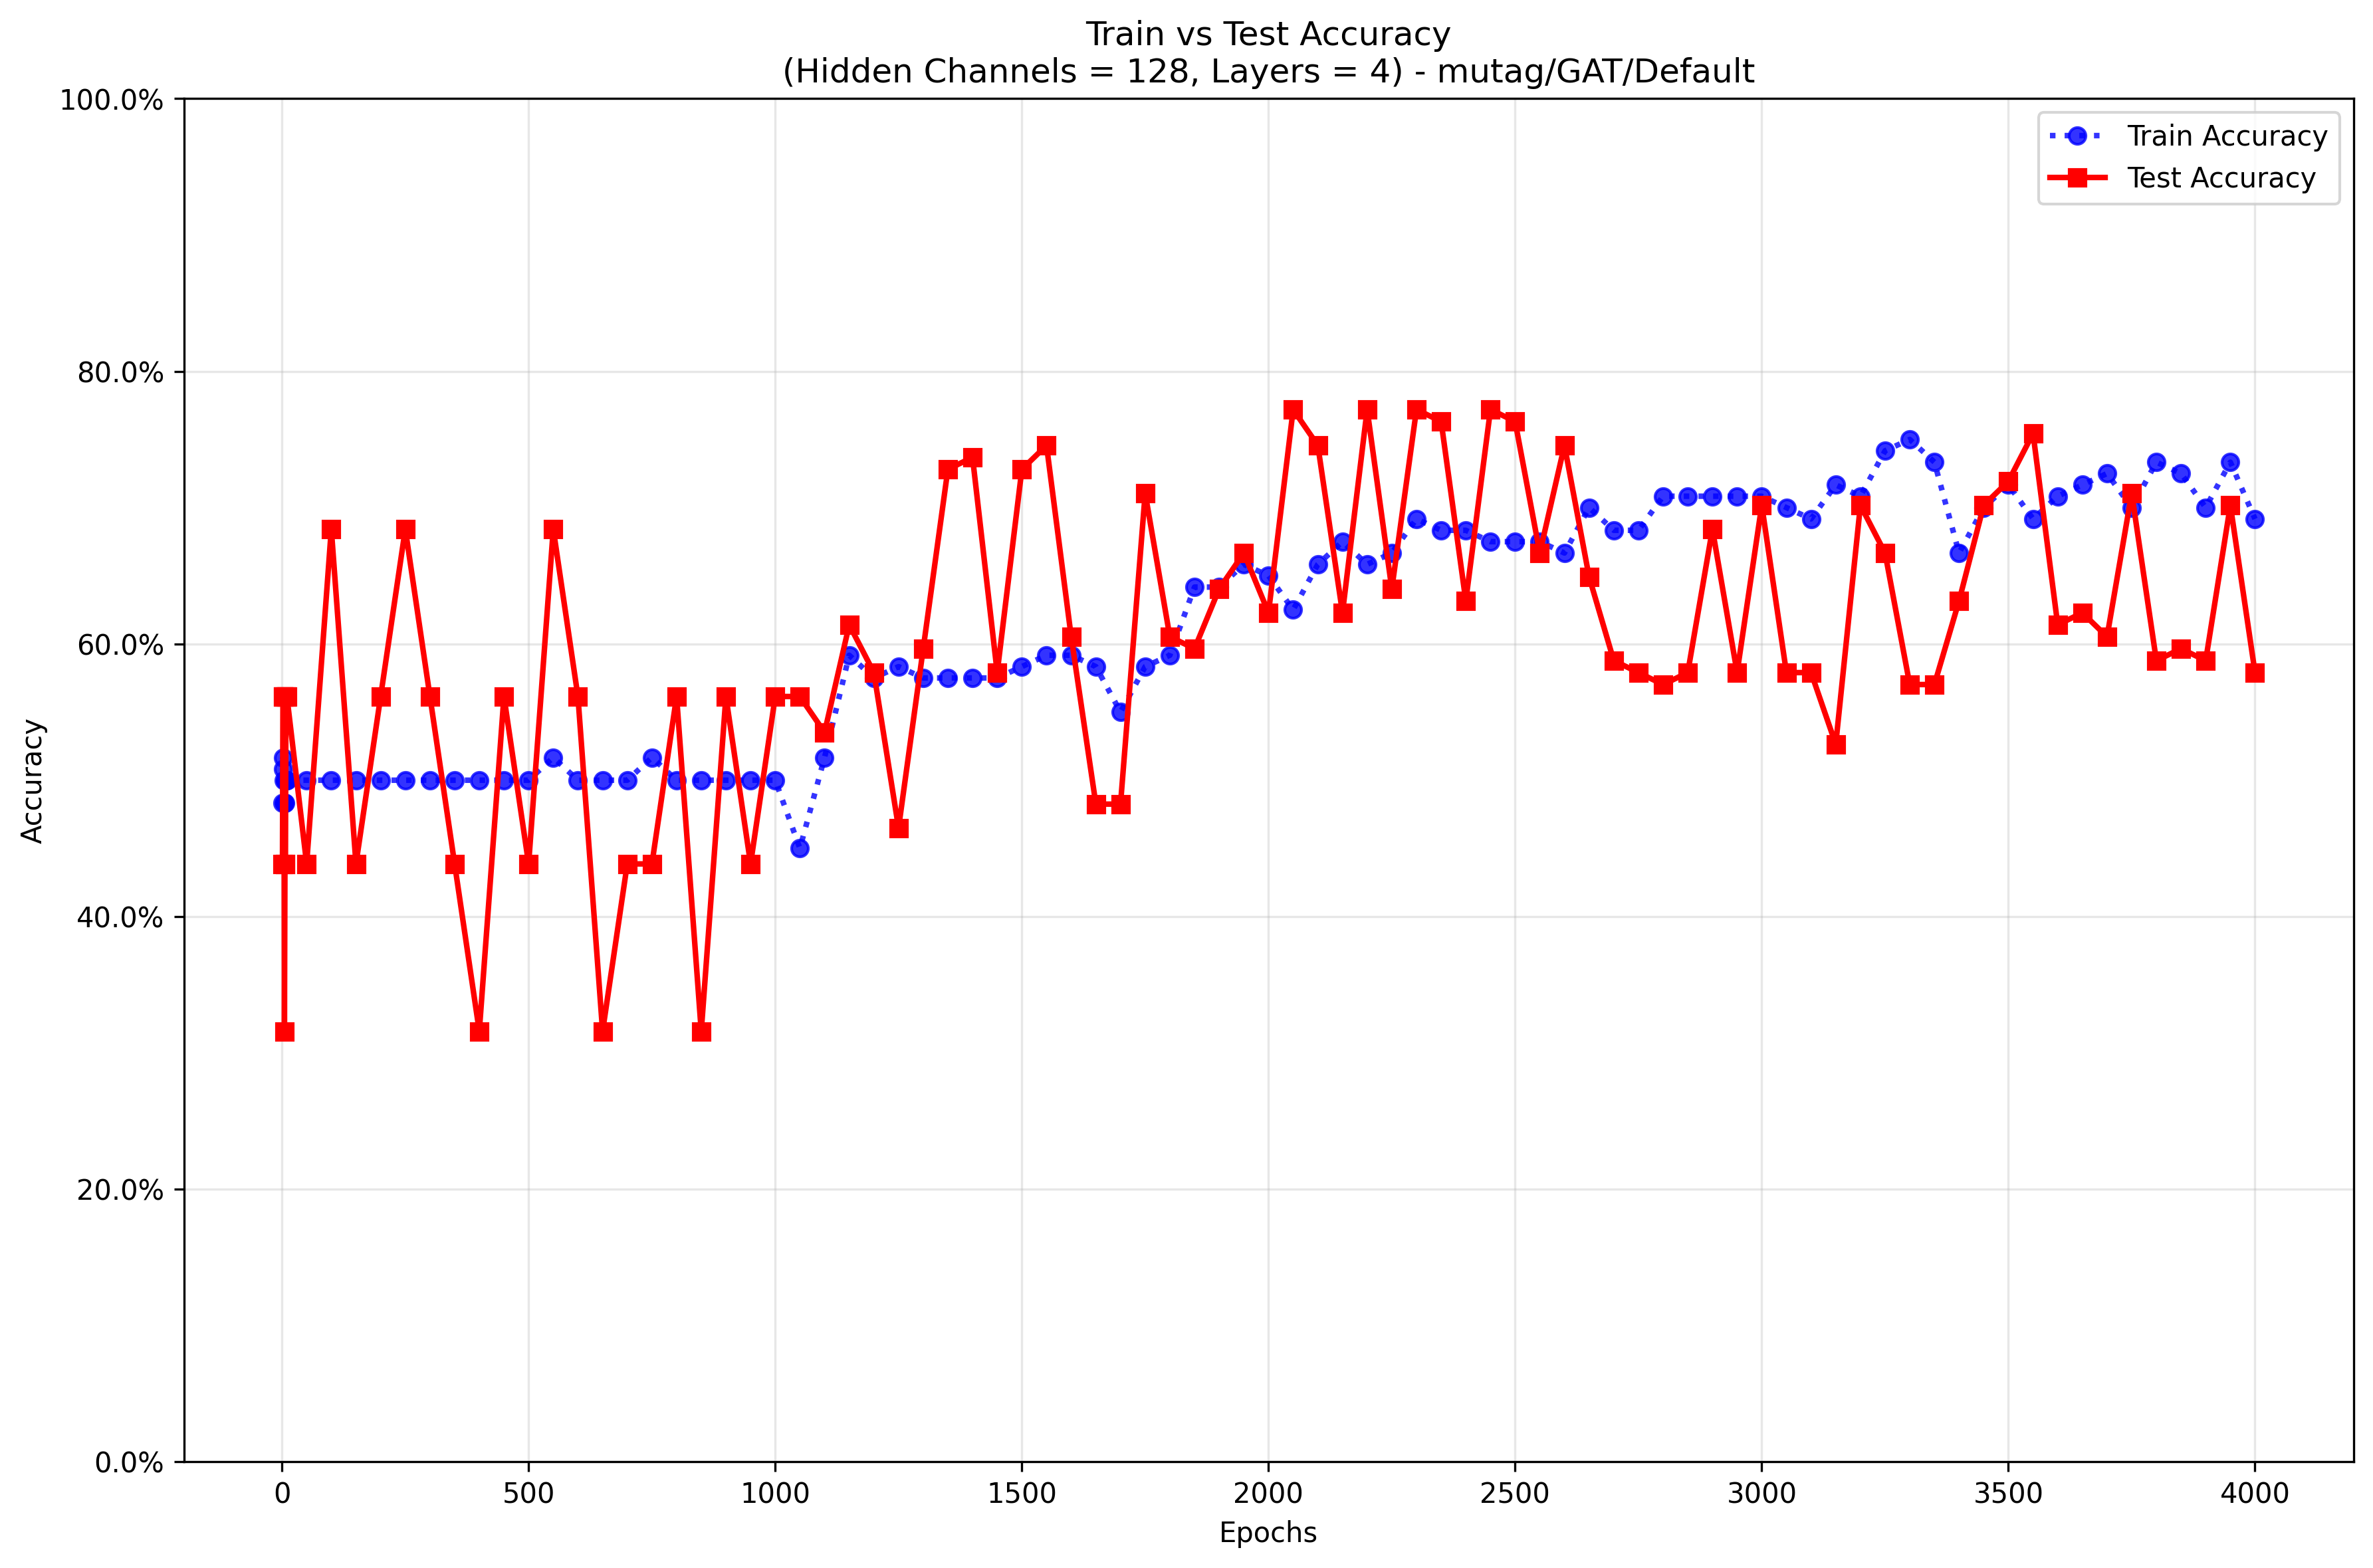 Train vs Test Accuracy
(Hidden Channels = 128, Layers = 4) - mutag/GAT/Default
100.0%
80.0%
60.0%
40.0%
20.0%
0.0%
Accuracy
Train Accuracy
Test Accuracy
0 500 1000 1500 2000 2500 3000 3500 4000
Epochs